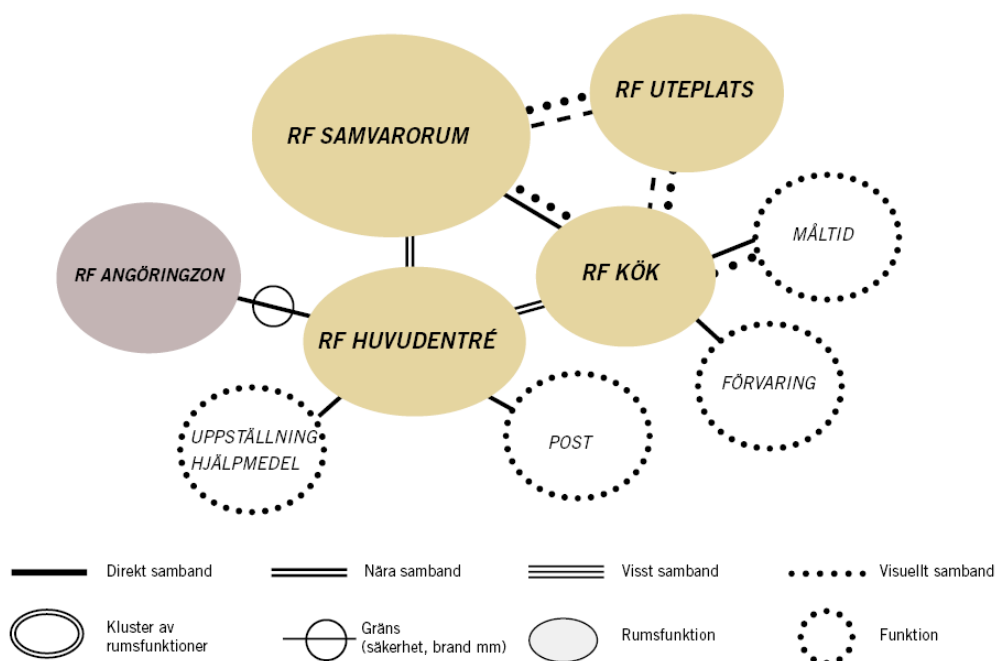 RF UTEPLATS
RF SAMVARORUM
MÅLTID
RF ANGÖRINGZON
RF KÖK
RF HUVUDENTRÉ
FÖRVARING
UPPSTÄLLNING
HJÄLPMEDEL
POST
Direkt samband
Nära samband
Visst samband
Visuellt samband
Kluster av
rumsfunktioner
Gräns
(säkerhet, brand mm)
Rumsfunktion
Funktion